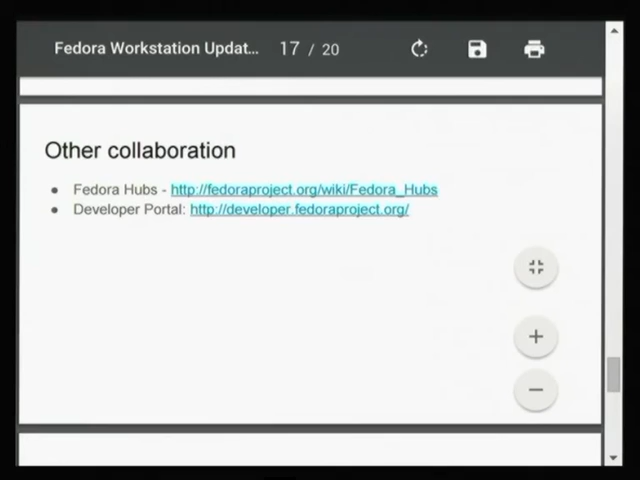 Fedora Workstation Updat... 17 / 20
Other collaboration
• Fedora Hubs - http://fedoraproject.org/wiki/Fedora_Hubs
• Developer Portal: http://developer.fedoraproject.org/